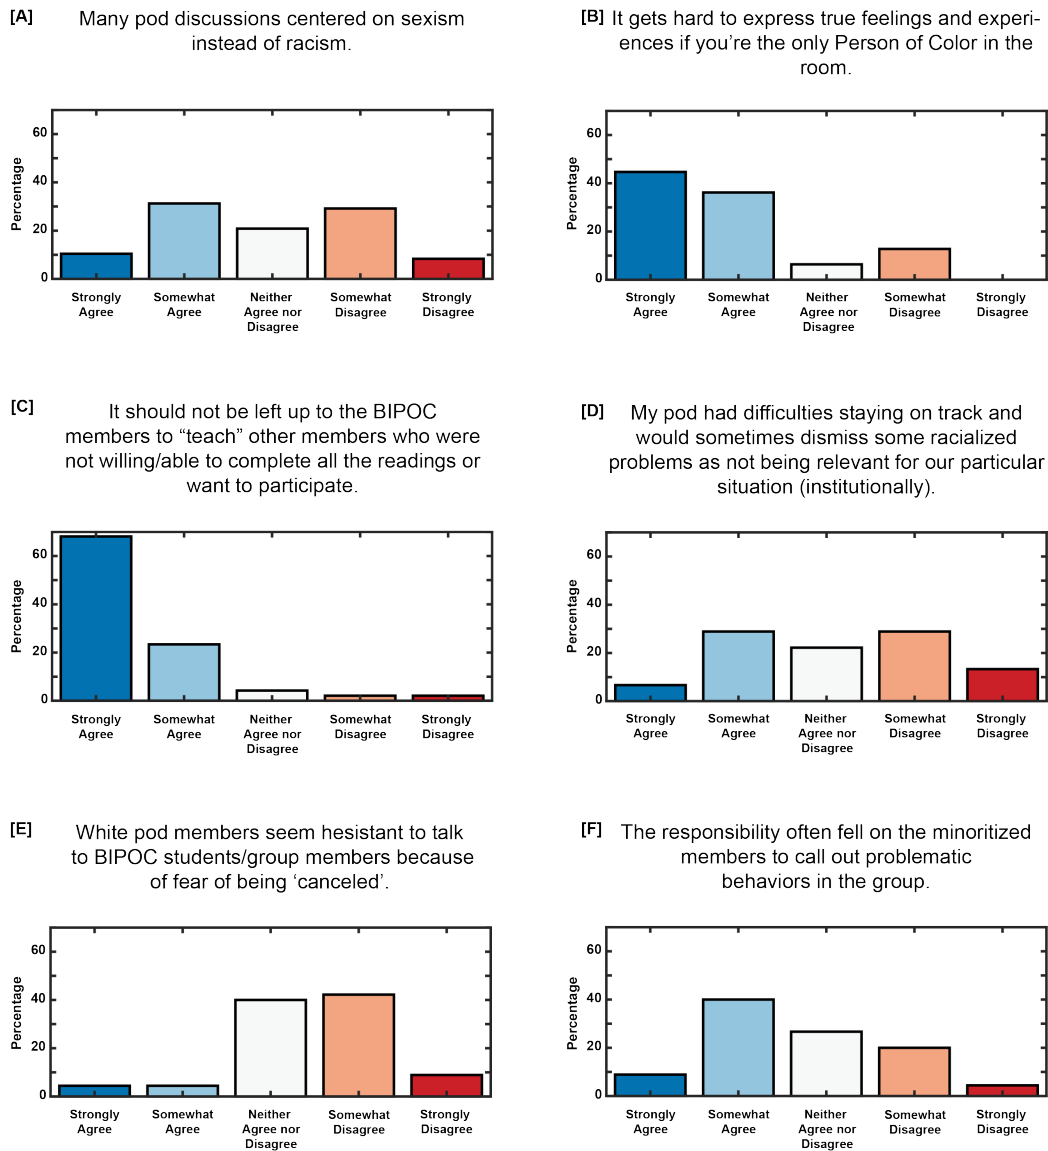 [A]
Many pod discussions centered on sexism
instead of racism.
Percentage
60
40
20
0
Strongly
Agree
Somewhat
Agree
Neither
Agree nor
Disagree
Somewhat
Disagree
Strongly
Disagree
[B]
It gets hard to express true feelings and experi-
ences if you’re the only Person of Color in the
room.
Percentage
60
40
20
0
Strongly
Agree
Somewhat
Agree
Neither
Agree nor
Disagree
Somewhat
Disagree
Strongly
Disagree
[C]
It should not be left up to the BIPOC
members to “teach” other members who were
not willing/able to complete all the readings or
want to participate.
Percentage
60
40
20
0
Strongly
Agree
Somewhat
Agree
Neither
Agree nor
Disagree
Somewhat
Disagree
Strongly
Disagree
[D]
My pod had difficulties staying on track and
would sometimes dismiss some racialized
problems as not being relevant for our particular
situation (institutionally).
Percentage
60
40
20
0
Strongly
Agree
Somewhat
Agree
Neither
Agree nor
Disagree
Somewhat
Disagree
Strongly
Disagree
[E]
White pod members seem hesistant to talk
to BIPOC students/group members because
of fear of being ‘canceled’.
Percentage
60
40
20
0
Strongly
Agree
Somewhat
Agree
Neither
Agree nor
Disagree
Somewhat
Disagree
Strongly
Disagree
[F]
The responsibility often fell on the minoritized
members to call out problematic
behaviors in the group.
Percentage
60
40
20
0
Strongly
Agree
Somewhat
Agree
Neither
Agree nor
Disagree
Somewhat
Disagree
Strongly
Disagree